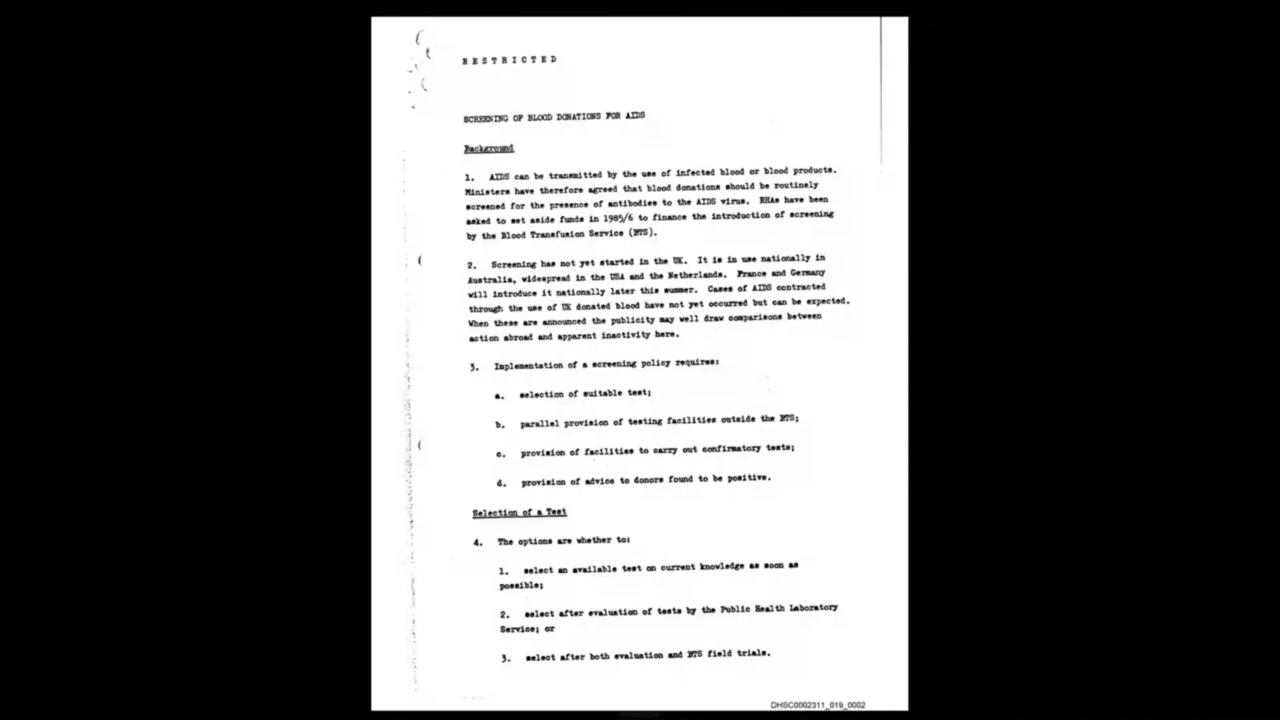 RESTRICTED
SCREENING OF BLOOD DONATIONS FOR AIDS
Background
1. AIDS can be transmitted by the use of infected blood or blood products.
Ministers have therefore agreed that blood donations should be routinely
screened for the presence of antibodies to the AIDS virus. RHAs have been
asked to set aside funds in 1985/6 to finance the introduction of screening
by the Blood Transfusion Service (BTS).
2. Screening has not yet started in the UK. It is in use nationally in
Australia, widespread in the USA and the Netherlands. France and Germany
will introduce it nationally later this summer. Cases of AIDS contracted
through the use of UK donated blood have not yet occurred but can be expected.
When these are announced the publicity may well draw comparisons between
action abroad and apparent inactivity here.
3. Implementation of a screening policy requires:
a. selection of suitable test;
b. parallel provision of testing facilities outside the BTS;
c. provision of facilities to carry out confirmatory tests;
d. provision of advice to donors found to be positive.
Selection of a Test
4. The options are whether to:
1. select an available test on current knowledge as soon as
possible;
2. select after evaluation of tests by the Public Health Laboratory
Service; or
3. select after both evaluation and BTS field trials.
DHSC0002311_019_0002